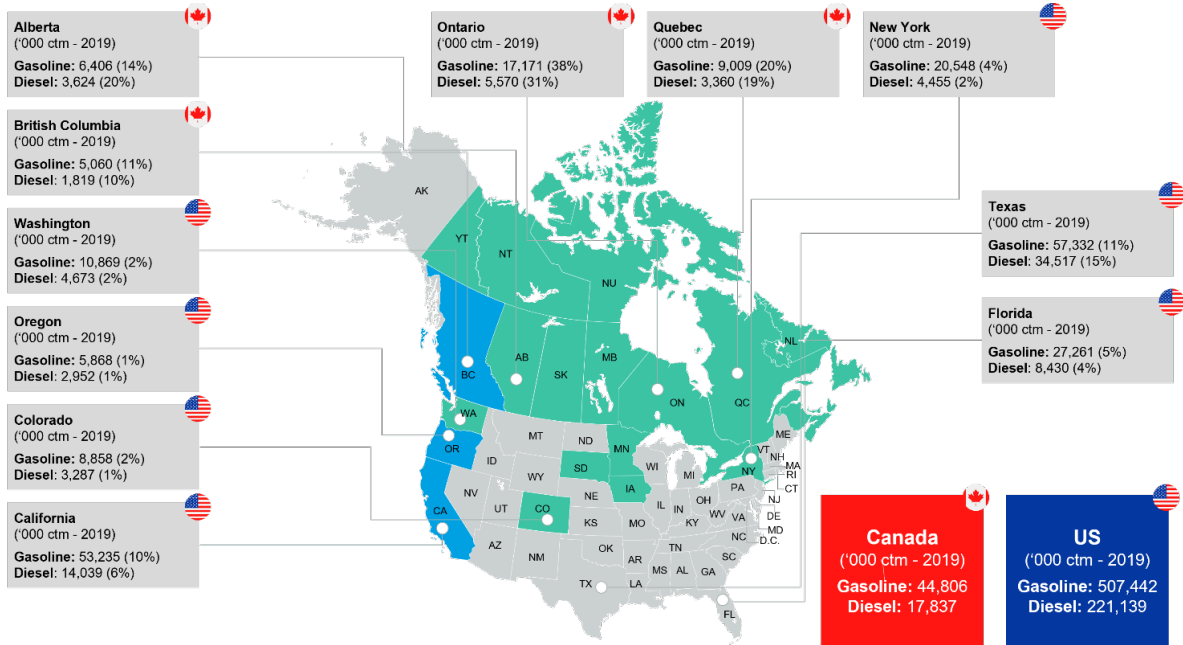 Alberta
(‘000 ctm - 2019)
Gasoline: 6,406 (14%)
Diesel: 3,624 (20%)
British Columbia
(‘000 ctm - 2019)
Gasoline: 5,060 (11%)
Diesel: 1,819 (10%)
Washington
(‘000 ctm - 2019)
Gasoline: 10,869 (2%)
Diesel: 4,673 (2%)
Oregon
(‘000 ctm - 2019)
Gasoline: 5,868 (1%)
Diesel: 2,952 (1%)
Colorado
(‘000 ctm - 2019)
Gasoline: 8,858 (2%)
Diesel: 3,287 (1%)
California
(‘000 ctm - 2019)
Gasoline: 53,235 (10%)
Diesel: 14,039 (6%)
Ontario
(‘000 ctm - 2019)
Gasoline: 17,171 (38%)
Diesel: 5,570 (31%)
Quebec
(‘000 ctm - 2019)
Gasoline: 9,009 (20%)
Diesel: 3,360 (19%)
New York
(‘000 ctm - 2019)
Gasoline: 20,548 (4%)
Diesel: 4,455 (2%)
Texas
(‘000 ctm - 2019)
Gasoline: 57,332 (11%)
Diesel: 34,517 (15%)
Florida
(‘000 ctm - 2019)
Gasoline: 27,261 (5%)
Diesel: 8,430 (4%)
AK
YT
NT
NU
BC
AB
SK
MB
ON
QC
NL
WA
OR
CA
ID
NV
MT
WY
UT
AZ
CO
NM
ND
SD
NE
KS
OK
TX
MN
IA
MO
AR
LA
WI
IL
MI
IN
OH
KY
TN
MS
AL
GA
FL
SC
NC
VA
WV
PA
NY
VT
NH
ME
MA
RI
CT
NJ
DE
MD
D.C.
Canada
(‘000 ctm - 2019)
Gasoline: 44,806
Diesel: 17,837
US
(‘000 ctm - 2019)
Gasoline: 507,442
Diesel: 221,139